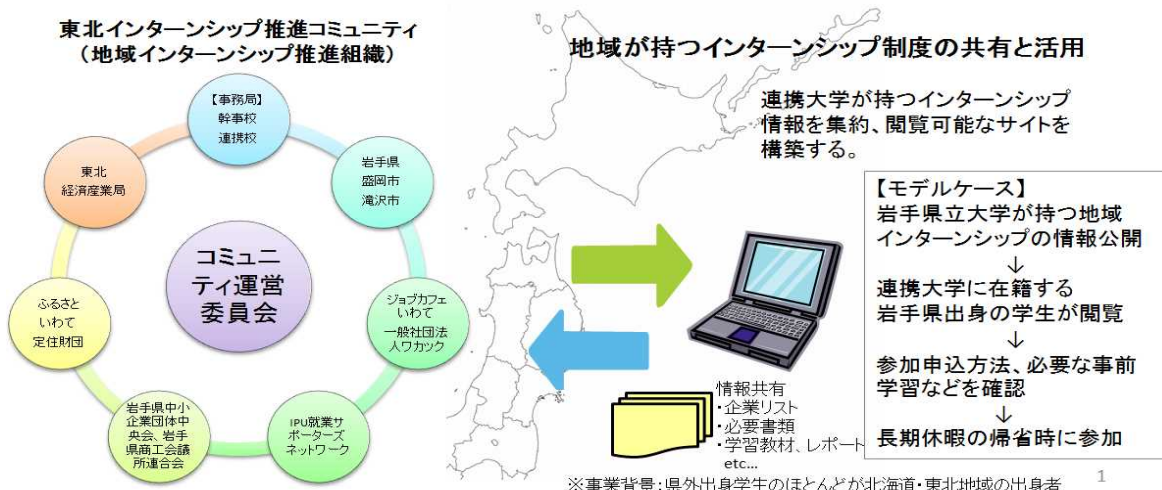 東北インターンシップ推進コミュニティ
(地域インターンシップ推進組織)
【事務局】
幹事校
連携校
岩手県
盛岡市
滝沢市
ジョブカフェ
いわて
一般社団法
人ワカツク
IPU就業サ
ポーターズ
ネットワーク
岩手県中小
企業団体中
央会、岩手
県商工会議
所連合会
ふるさと
いわて
定住財団
東北
経済産業局
コミュニ
ティ運営
委員会
地域が持つインターンシップ制度の共有と活用
連携大学が持つインターンシップ
情報を集約、閲覧可能なサイトを
構築する。
【モデルケース】
岩手県立大学が持つ地域
インターンシップの情報公開
↓
連携大学に在籍する
岩手県出身の学生が閲覧
↓
参加申込方法、必要な事前
学習などを確認
↓
長期休暇の帰省時に参加
情報共有
・企業リスト
・必要書類
・学習教材、レポート
etc…
※事業背景:県外出身学生のほとんどが北海道・東北地域の出身者
1